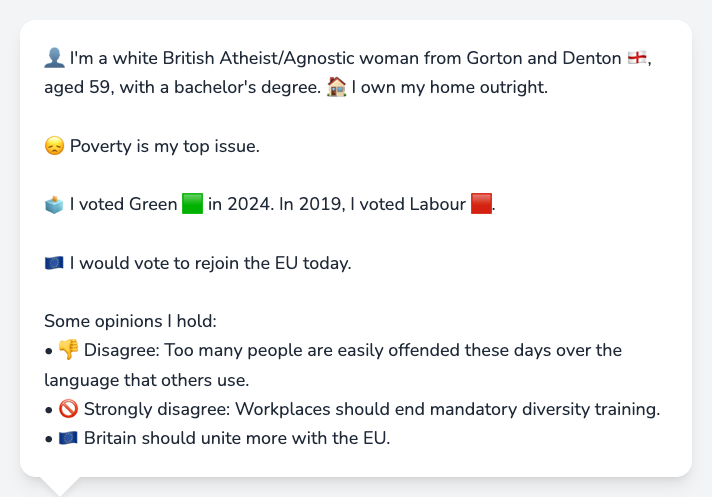 👤 I'm a white British Atheist/Agnostic woman from Gorton and Denton 🏴󠁧󠁢󠁥󠁮󠁧󠁿,
aged 59, with a bachelor's degree. 🏠 I own my home outright.
😞 Poverty is my top issue.
🗳️ I voted Green 🟩 in 2024. In 2019, I voted Labour 🟥.
🇪🇺 I would vote to rejoin the EU today.
Some opinions I hold:
• 👎 Disagree: Too many people are easily offended these days over the
language that others use.
• 🚫 Strongly disagree: Workplaces should end mandatory diversity training.
• 🇪🇺 Britain should unite more with the EU.